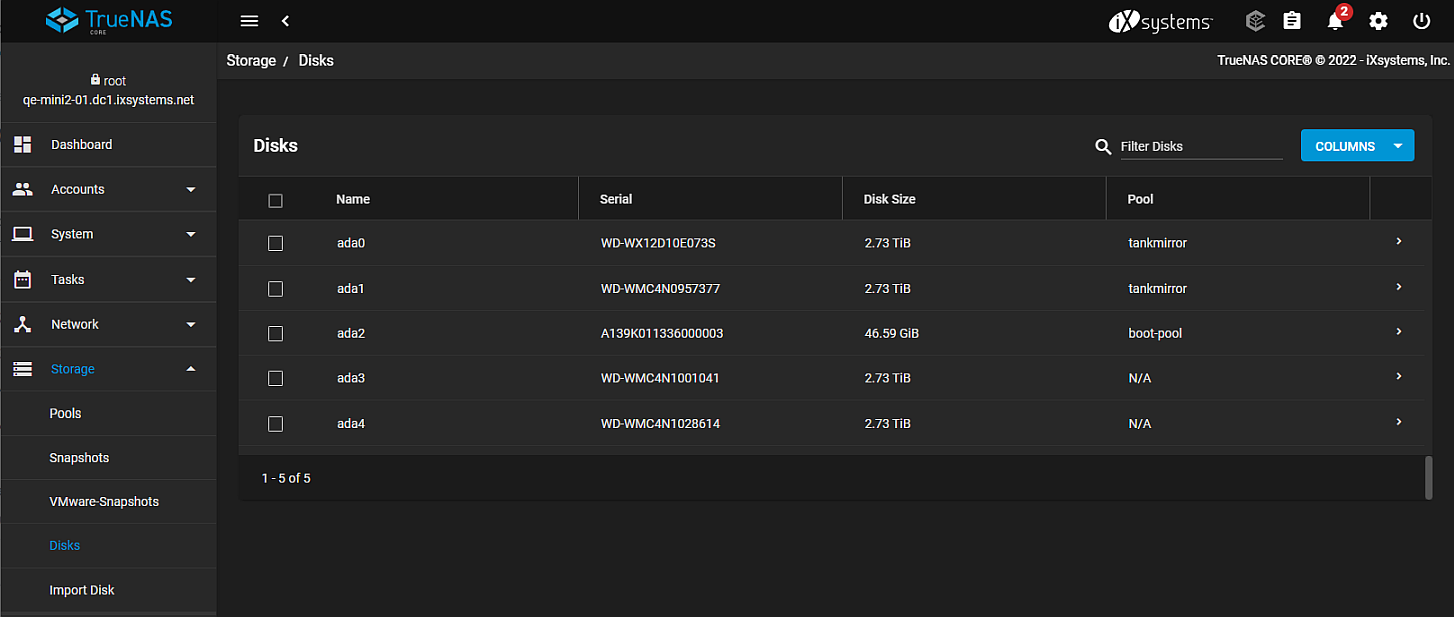 TrueNAS
CORE
iXsystems
2
Storage / Disks
TrueNAS CORE® © 2022 - iXsystems, Inc.
root
qe-mini2-01.dc1.ixsystems.net
Dashboard
Accounts
System
Tasks
Network
Storage
Pools
Snapshots
VMware-Snapshots
Disks
Import Disk
Disks
Filter Disks
COLUMNS
Name Serial Disk Size Pool
ada0 WD-WX12D10E073S 2.73 TiB tankmirror
ada1 WD-WMC4N0957377 2.73 TiB tankmirror
ada2 A139K011336000003 46.59 GiB boot-pool
ada3 WD-WMC4N1001041 2.73 TiB N/A
ada4 WD-WMC4N1028614 2.73 TiB N/A
1 - 5 of 5